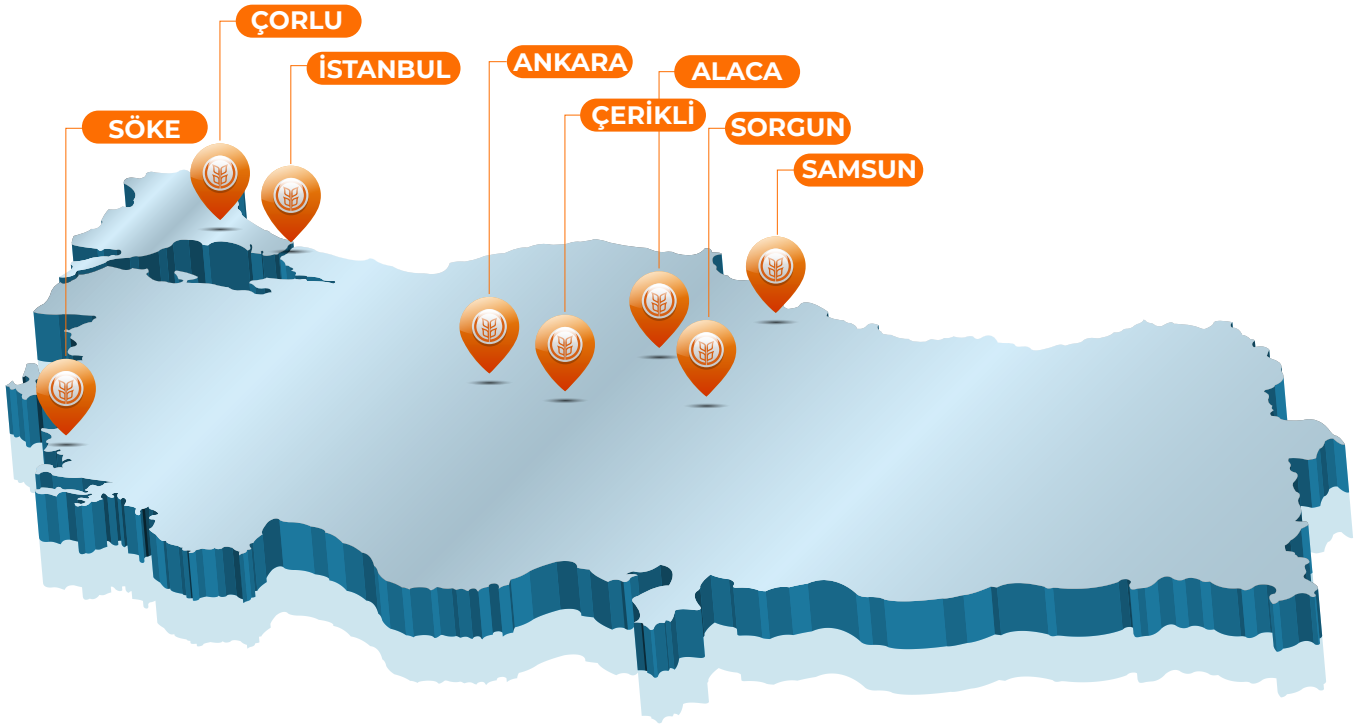 ÇORLU
İSTANBUL
ANKARA
ALACA
SÖKE
ÇERİKLİ
SORGUN
SAMSUN